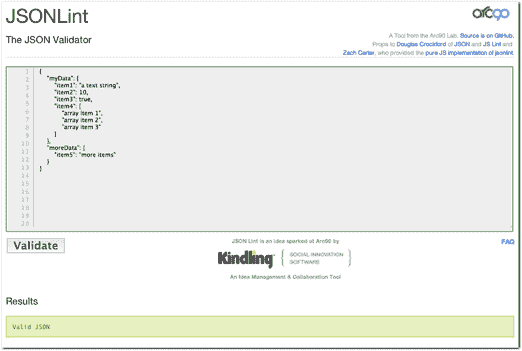 JSONLint
arc90
The JSON Validator
A Tool from the Arc90 Lab. Source is on GitHub.
Props to Douglas Crockford of JSON and JS Lint and
Zach Carter, who provided the pure JS implementation of jsonlint.
1 {
2 "myData": {
3 "item1": "a text string",
4 "item2": 10,
5 "item3": true,
6 "item4": [
7 "array item 1",
8 "array item 2",
9 "array item 3"
10 ]
11 },
12 "moreData": {
13 "item5": "more items"
14 }
15 }
16
17
18
19
20
Validate
JSON Lint is an idea sparked at Arc90 by
FAQ
Kindling
SOCIAL INNOVATION
SOFTWARE
An Idea Management & Collaboration Tool
Results
Valid JSON